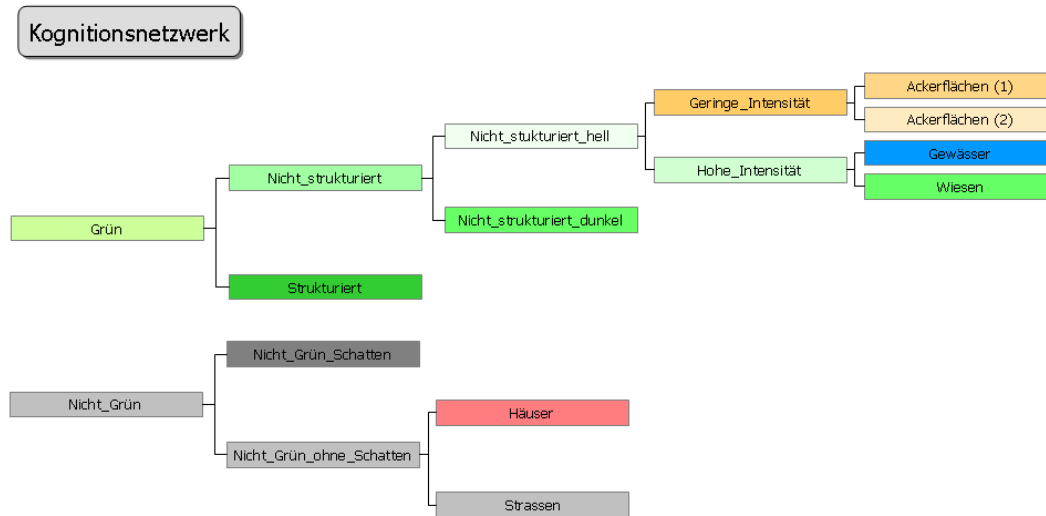 Kognitionsnetzwerk
Ackerflächen (1)
Geringe_Intensität
Ackerflächen (2)
Nicht_stukturiert_hell
Gewässer
Hohe_Intensität
Nicht_strukturiert
Wiesen
Nicht_strukturiert_dunkel
Grün
Strukturiert
Nicht_Grün_Schatten
Nicht_Grün
Häuser
Nicht_Grün_ohne_Schatten
Strassen